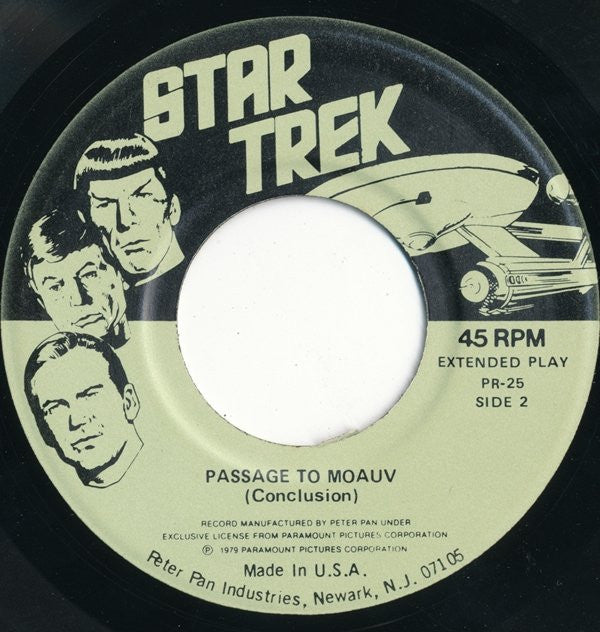 STAR
TREK
45 RPM
EXTENDED PLAY
PR-25
SIDE 2
PASSAGE TO MOAUV
(Conclusion)
RECORD MANUFACTURED BY PETER PAN UNDER
EXCLUSIVE LICENSE FROM PARAMOUNT PICTURES CORPORATION
Ⓟ 1979 PARAMOUNT PICTURES CORPORATION
Made In U.S.A.
Peter Pan Industries, Newark, N.J. 07105